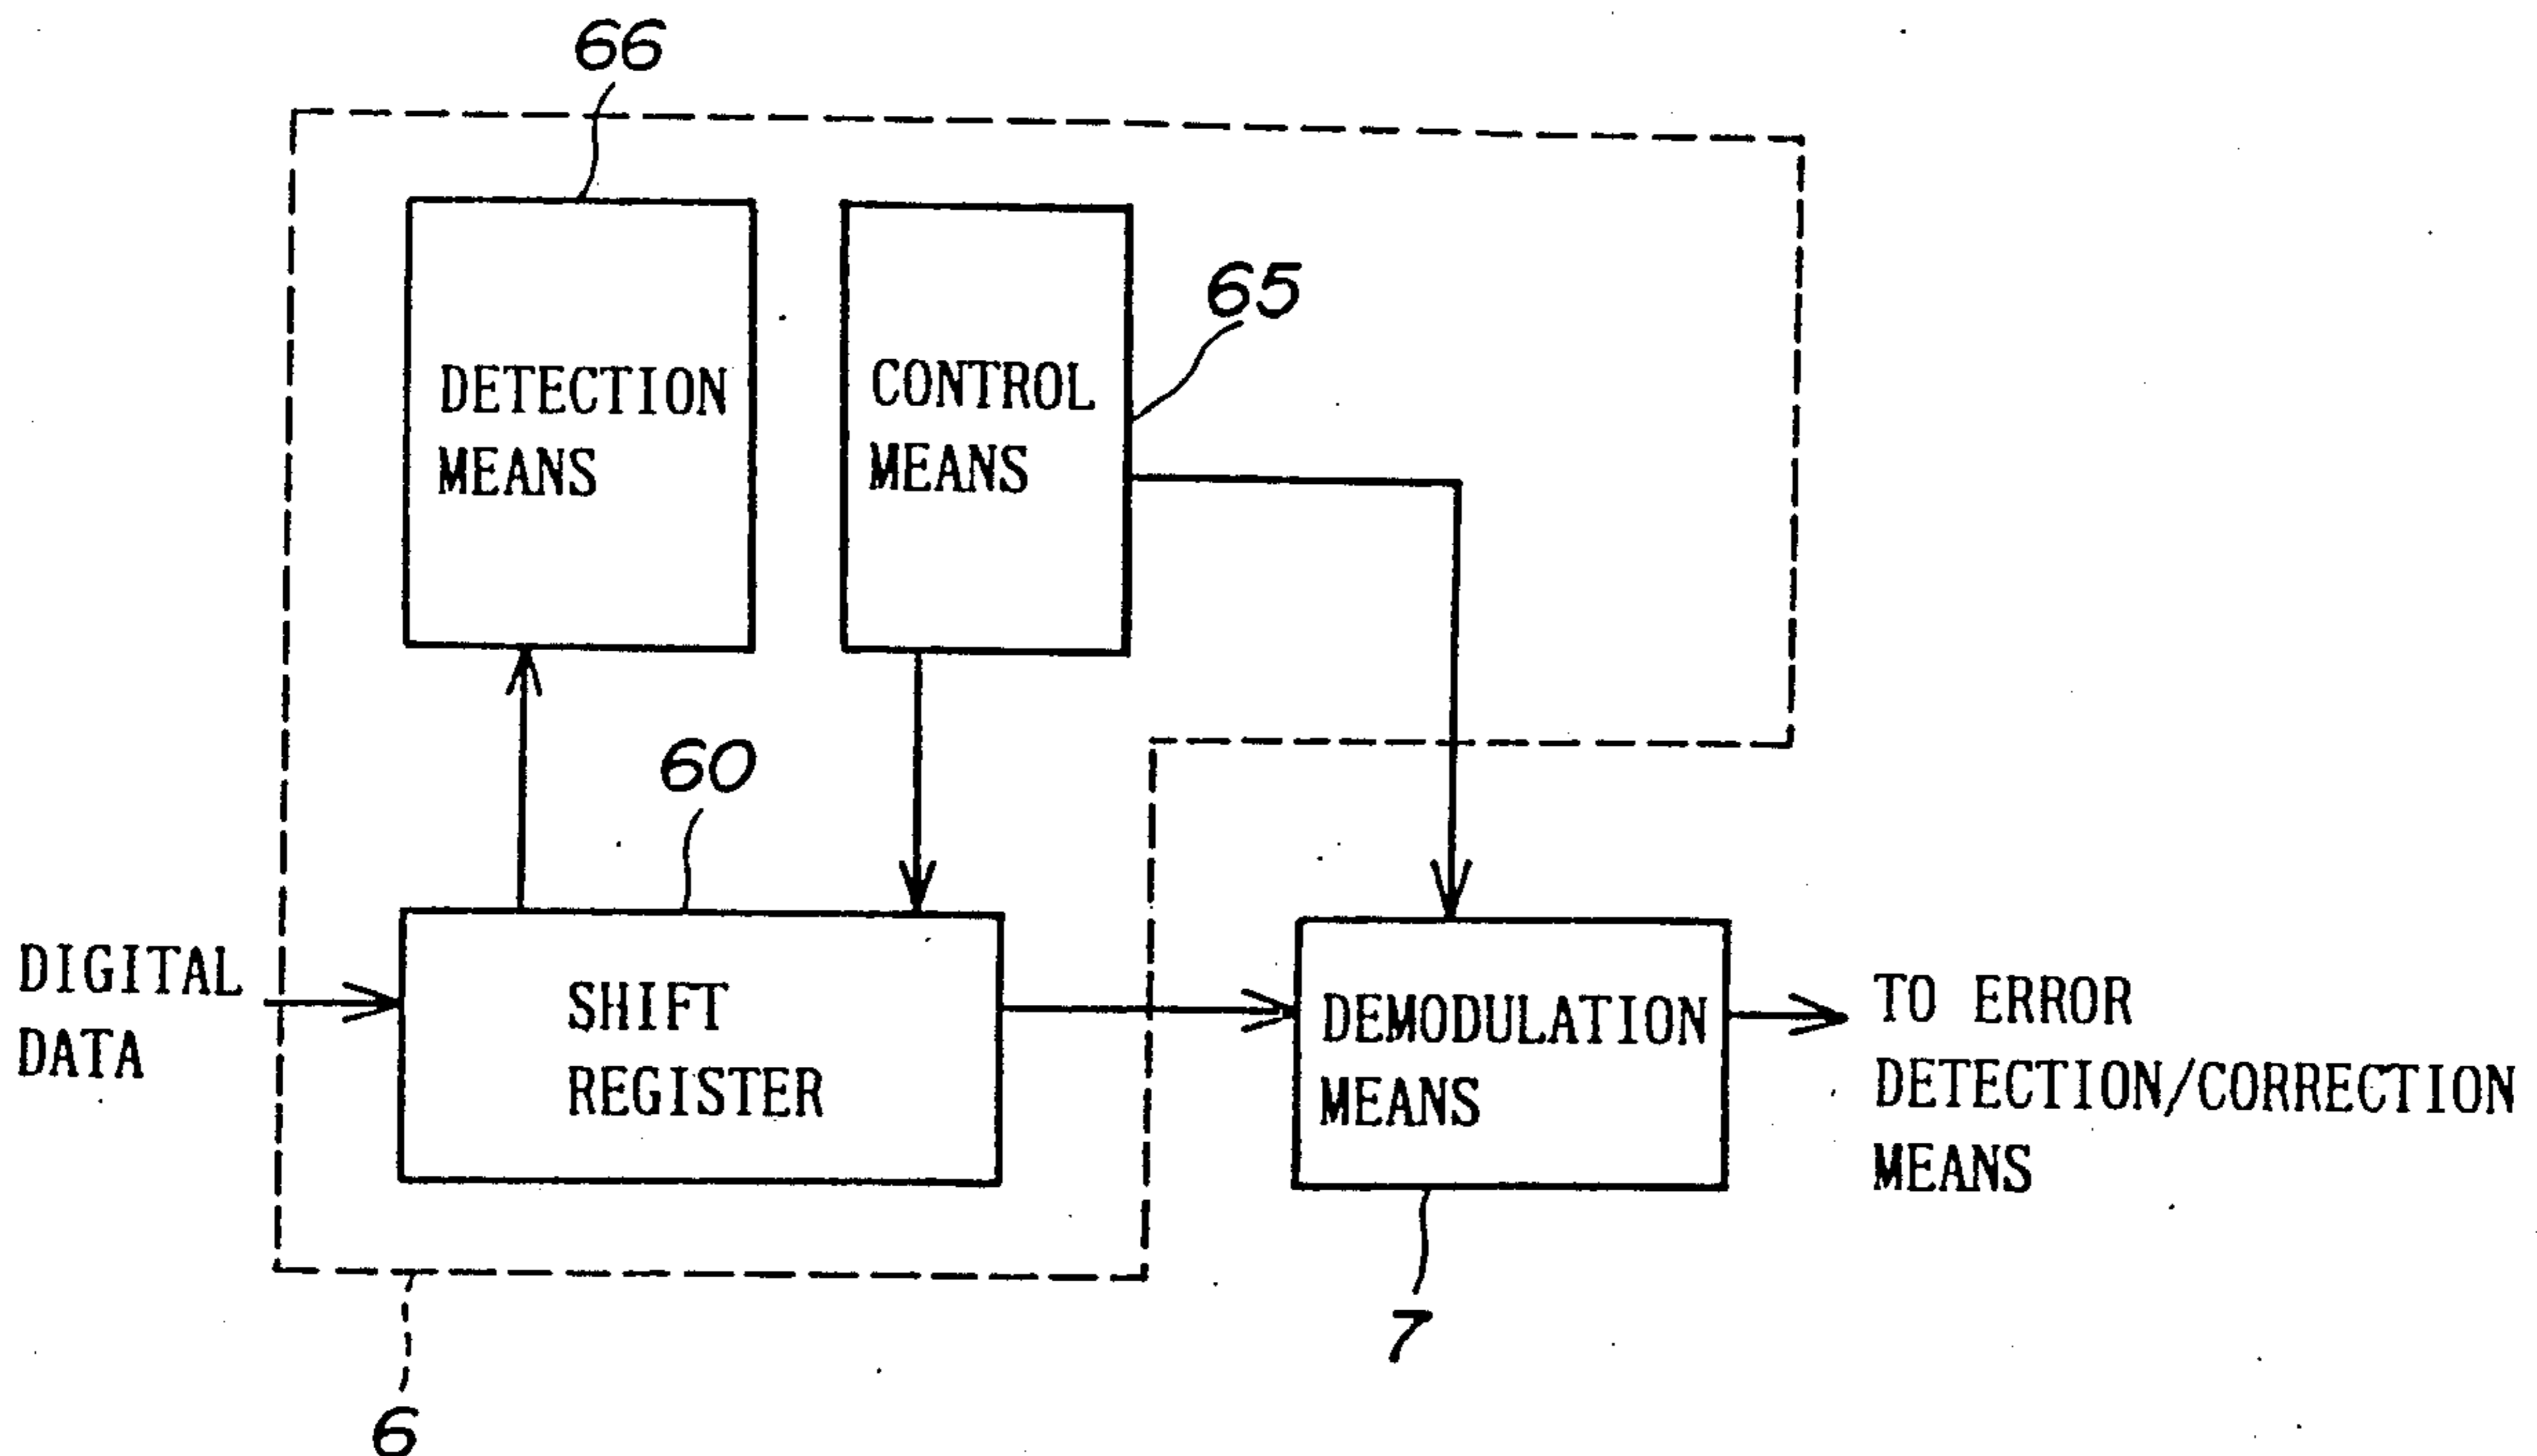 66
65
DETECTION
MEANS
CONTROL
MEANS
60
DIGITAL
DATA
SHIFT
REGISTER
DEMODULATION
MEANS
TO ERROR
DETECTION/CORRECTION
MEANS
7
6